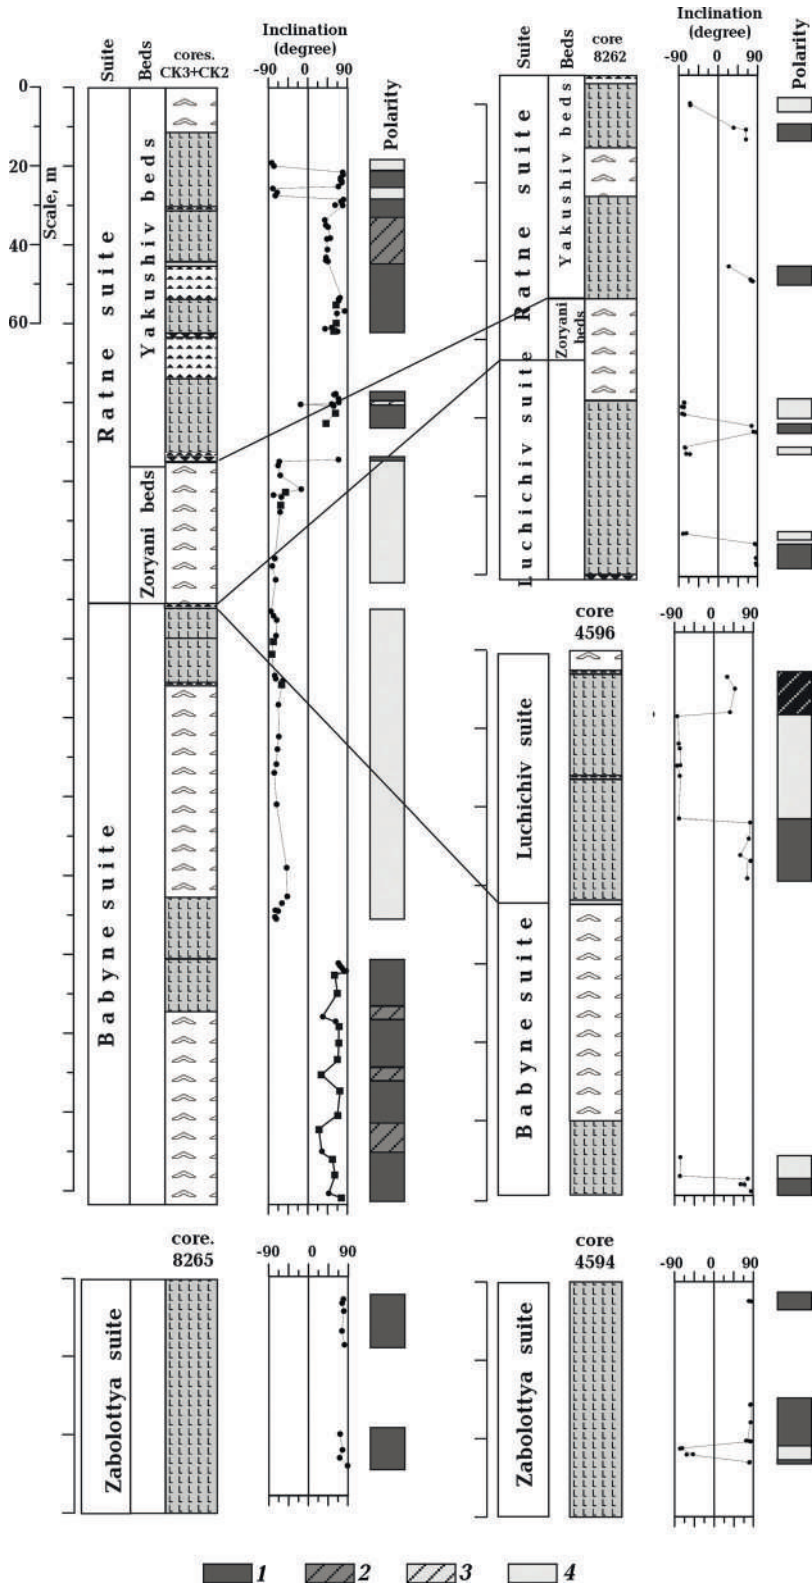 Suite
Beds
cores.
CK3+CK2
Inclination
(degree)
-90 0 90
Polarity
0
20
40
60
Scale, m
Ratne suite
Yakushiv beds
Zoryani beds
Babyne suite
Suite
Beds
core
8262
Inclination
(degree)
-90 0 90
Polarity
Ratne suite
Yakushiv beds
Zoryani
beds
Luchichiv suite
core
4596
-90 0 90
Luchichiv suite
Babyne suite
core.
8265
-90 0 90
Zabolottya suite
core
4594
-90 0 90
Zabolottya suite
1 2 3 4